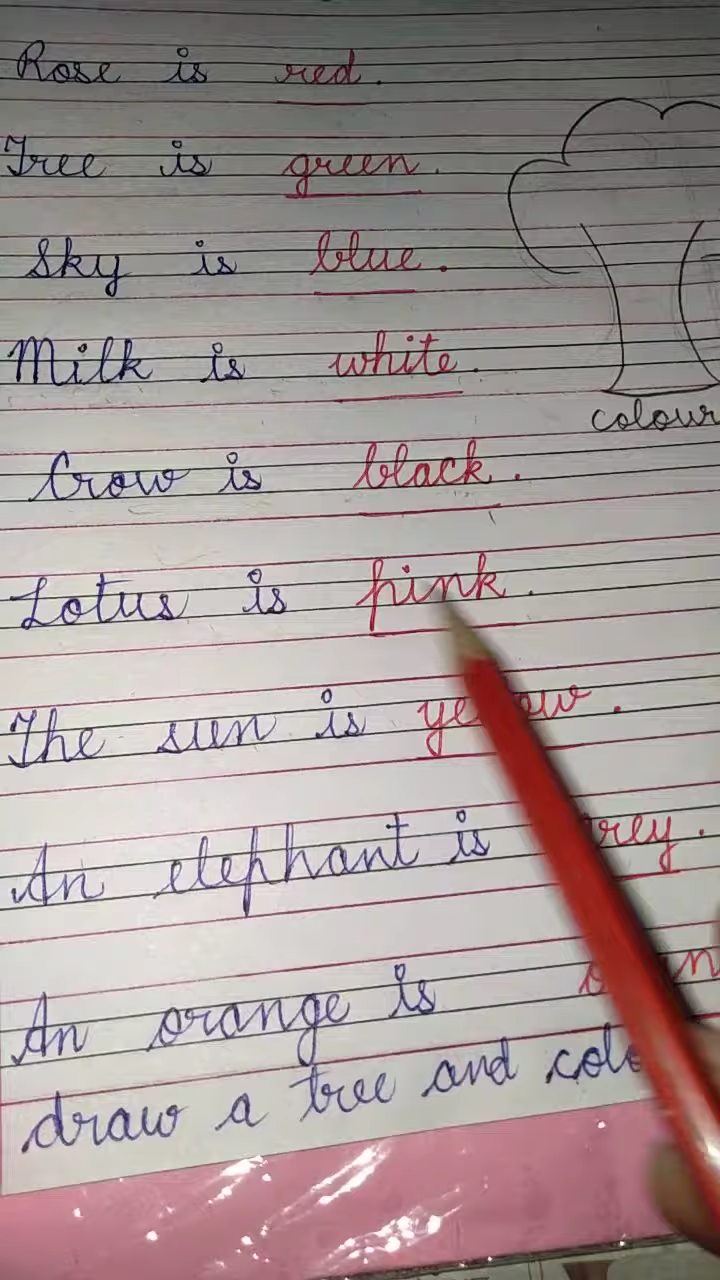 Rose is red.
Tree is green.
Sky is blue.
Milk is white.
colour
Crow is black.
Lotus is pink.
The sun is
An elephant is
An orange is
draw a tree and